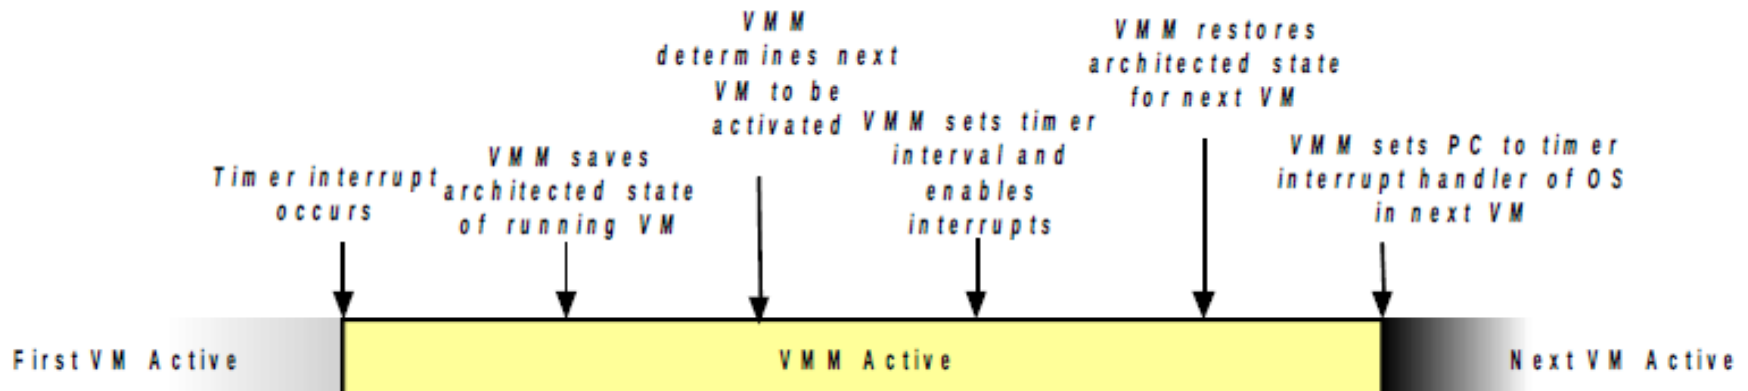 Timer interrupt
occurs
VMM saves
architected state
of running VM
VMM
determines next
VM to be
activated
VMM sets timer
interval and
enables
interrupts
VMM restores
architected state
for next VM
VMM sets PC to timer
interrupt handler of OS
in next VM
First VM Active
VMM Active
Next VM Active